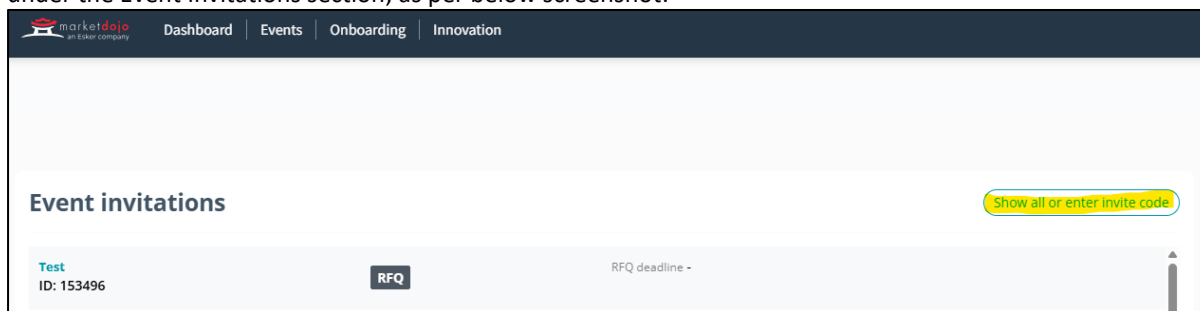 under the Event invitations section, as per below screenshot:
marketdojo
an Esker company
Dashboard Events Onboarding Innovation
Event invitations
Show all or enter invite code
Test
ID: 153496
RFQ
RFQ deadline -